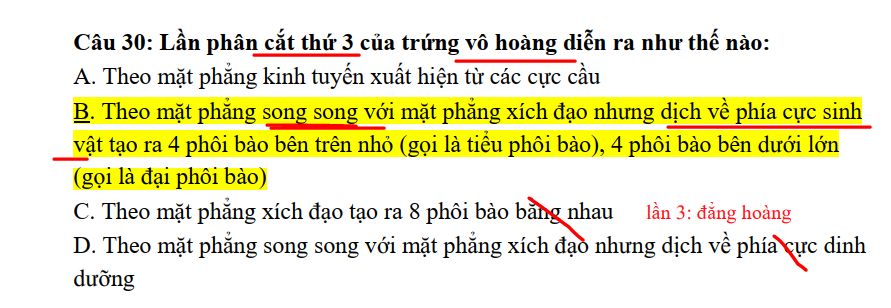 Câu 30: Lần phân cắt thứ 3 của trứng vô hoàng diễn ra như thế nào:
A. Theo mặt phẳng kinh tuyến xuất hiện từ các cực cầu
B. Theo mặt phẳng song song với mặt phẳng xích đạo nhưng dịch về phía cực sinh
vật tạo ra 4 phôi bào bên trên nhỏ (gọi là tiểu phôi bào), 4 phôi bào bên dưới lớn
(gọi là đại phôi bào)
C. Theo mặt phẳng xích đạo tạo ra 8 phôi bào bằng nhau lần 3: đẳng hoàng
D. Theo mặt phẳng song song với mặt phẳng xích đạo nhưng dịch về phía cực dinh
dưỡng